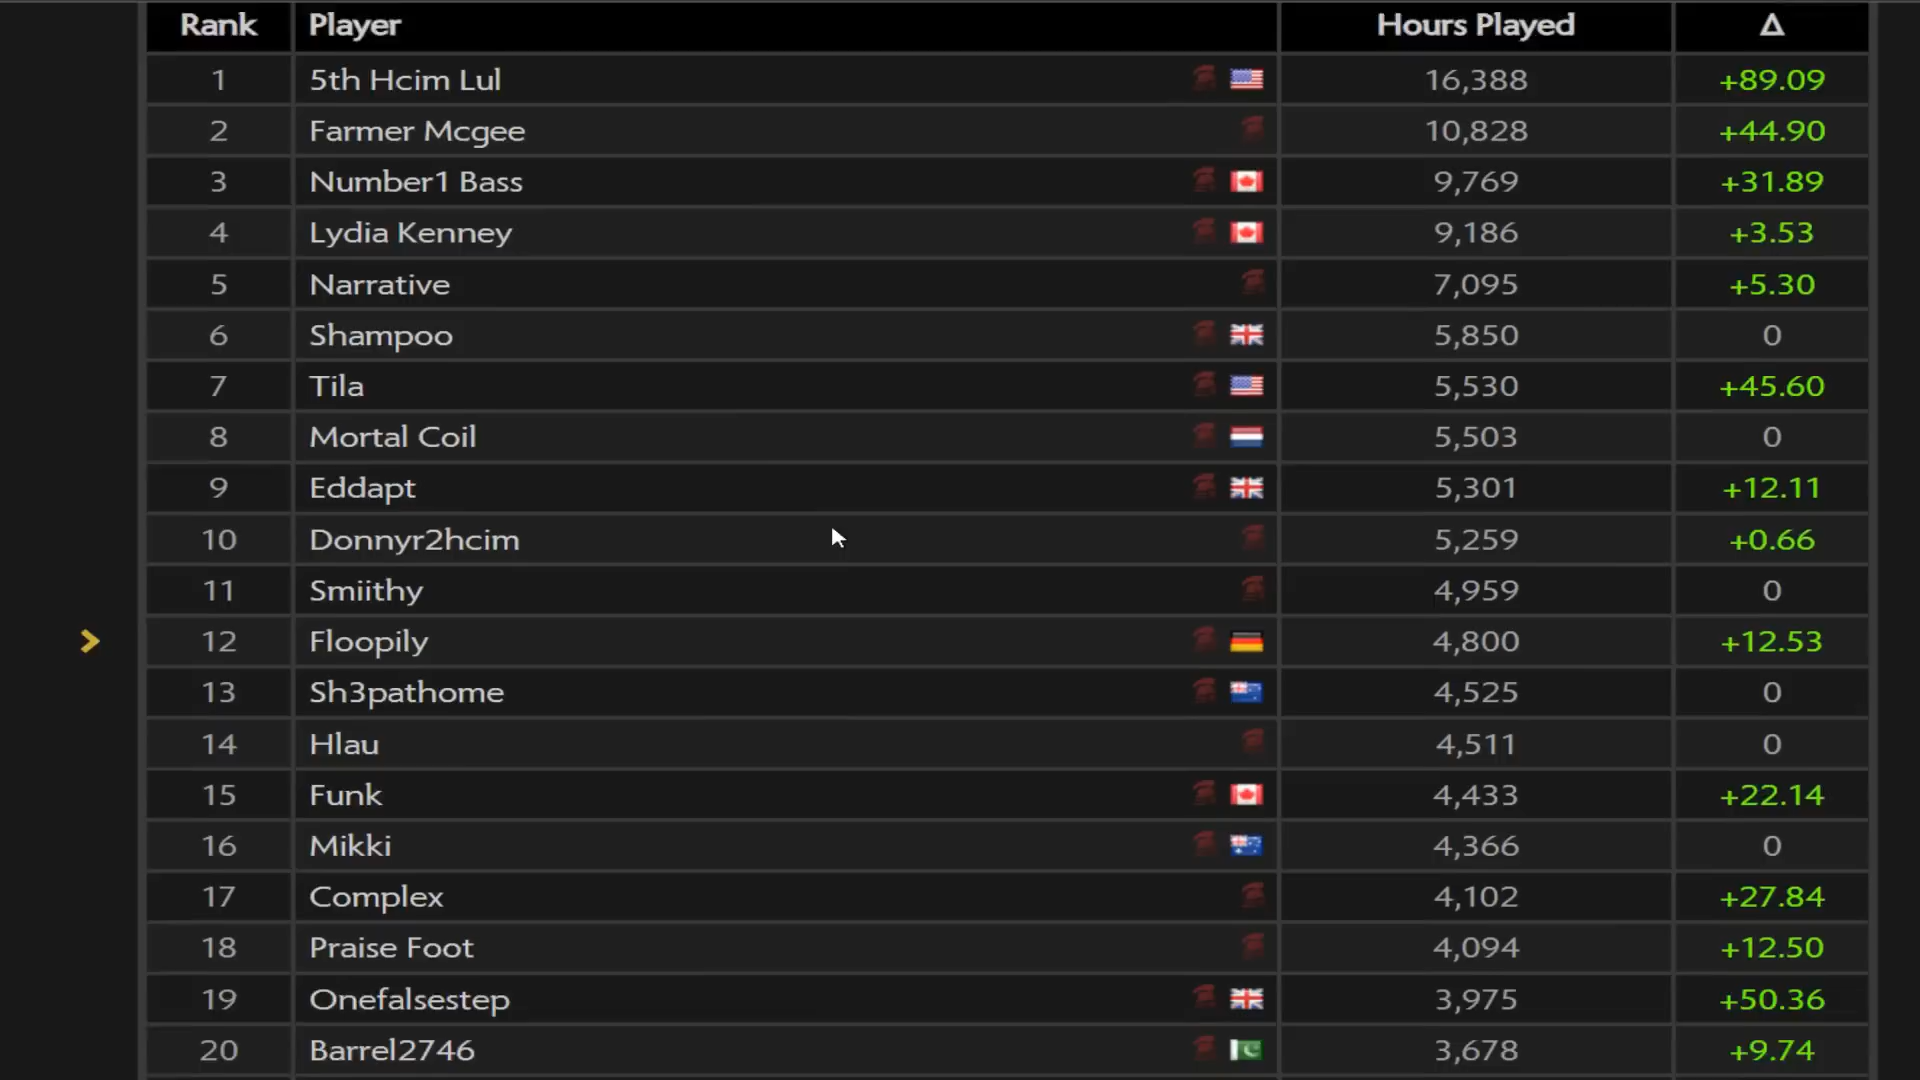 Rank Player Hours Played Δ
1 5th Hcim Lul 16,388 +89.09
2 Farmer Mcgee 10,828 +44.90
3 Number1 Bass 9,769 +31.89
4 Lydia Kenney 9,186 +3.53
5 Narrative 7,095 +5.30
6 Shampoo 5,850 0
7 Tila 5,530 +45.60
8 Mortal Coil 5,503 0
9 Eddapt 5,301 +12.11
10 Donnyr2hcim 5,259 +0.66
11 Smiithy 4,959 0
12 Floopily 4,800 +12.53
13 Sh3pathome 4,525 0
14 Hlau 4,511 0
15 Funk 4,433 +22.14
16 Mikki 4,366 0
17 Complex 4,102 +27.84
18 Praise Foot 4,094 +12.50
19 Onefalsestep 3,975 +50.36
20 Barrel2746 3,678 +9.74